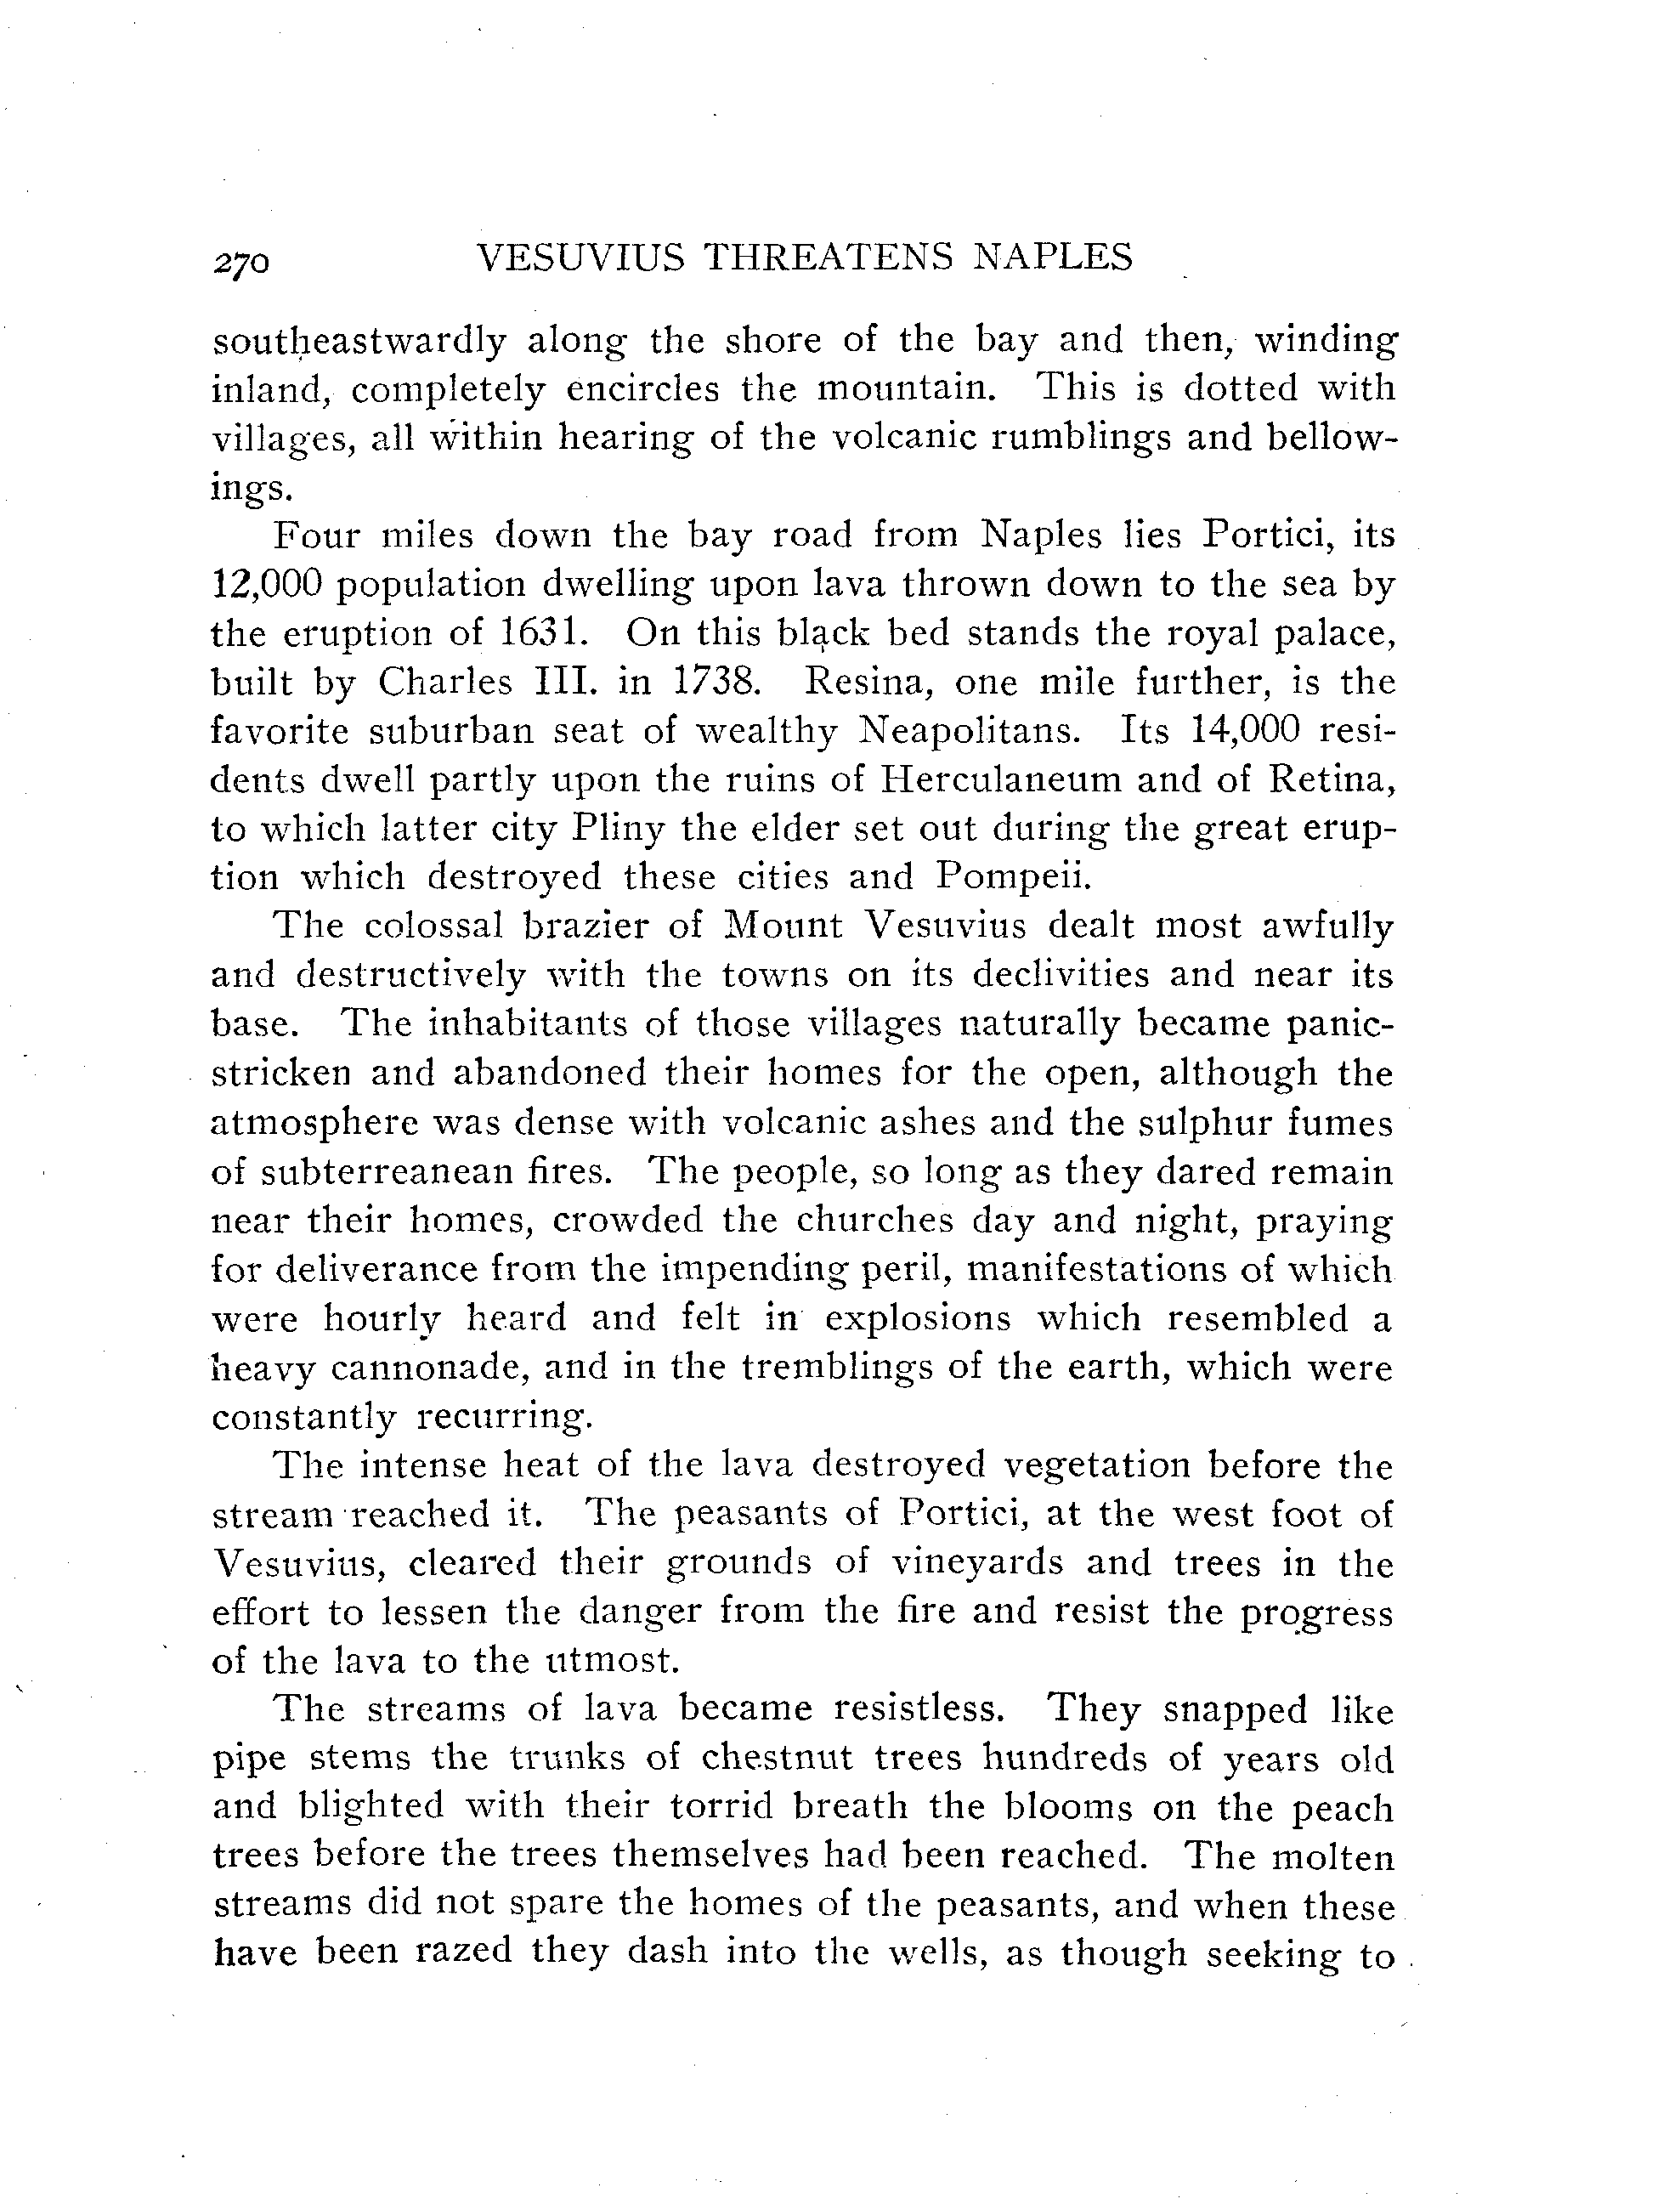 270 VESUVIUS THREATENS NAPLES
southeastwardly along the shore of the bay and then, winding
inland, completely encircles the mountain. This is dotted with
villages, all within hearing of the volcanic rumblings and bellow-
ings.
Four miles down the bay road from Naples lies Portici, its
12,000 population dwelling upon lava thrown down to the sea by
the eruption of 1631. On this black bed stands the royal palace,
built by Charles III. in 1738. Resina, one mile further, is the
favorite suburban seat of wealthy Neapolitans. Its 14,000 resi-
dents dwell partly upon the ruins of Herculaneum and of Retina,
to which latter city Pliny the elder set out during the great erup-
tion which destroyed these cities and Pompeii.
The colossal brazier of Mount Vesuvius dealt most awfully
and destructively with the towns on its declivities and near its
base. The inhabitants of those villages naturally became panic-
stricken and abandoned their homes for the open, although the
atmosphere was dense with volcanic ashes and the sulphur fumes
of subterreanean fires. The people, so long as they dared remain
near their homes, crowded the churches day and night, praying
for deliverance from the impending peril, manifestations of which
were hourly heard and felt in explosions which resembled a
heavy cannonade, and in the tremblings of the earth, which were
constantly recurring.
The intense heat of the lava destroyed vegetation before the
stream reached it. The peasants of Portici, at the west foot of
Vesuvius, cleared their grounds of vineyards and trees in the
effort to lessen the danger from the fire and resist the progress
of the lava to the utmost.
The streams of lava became resistless. They snapped like
pipe stems the trunks of chestnut trees hundreds of years old
and blighted with their torrid breath the blooms on the peach
trees before the trees themselves had been reached. The molten
streams did not spare the homes of the peasants, and when these
have been razed they dash into the wells, as though seeking to